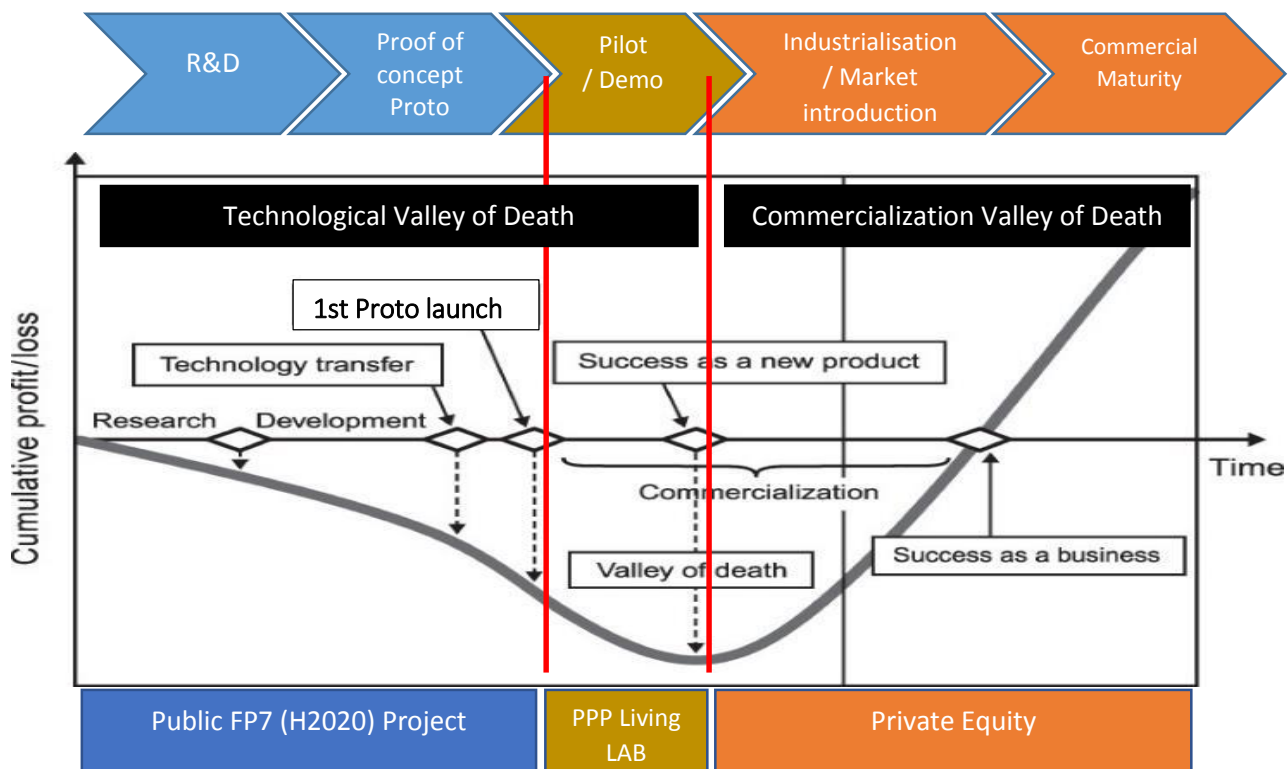 R&D
Proof of
concept
Proto
Pilot
/ Demo
Industrialisation
/ Market
introduction
Commercial
Maturity
Technological Valley of Death
Commercialization Valley of Death
1st Proto launch
Technology transfer
Success as a new product
Research
Development
Time
Commercialization
Success as a business
Valley of death
Cumulative profit/loss
Public FP7 (H2020) Project
PPP Living
LAB
Private Equity